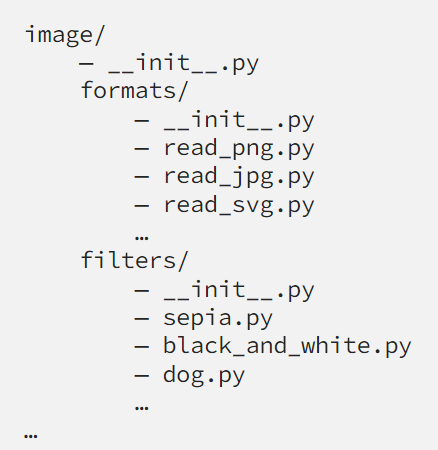 image/
    – __init__.py
    formats/
        – __init__.py
        – read_png.py
        – read_jpg.py
        – read_svg.py
        …
    filters/
        – __init__.py
        – sepia.py
        – black_and_white.py
        – dog.py
        …
…